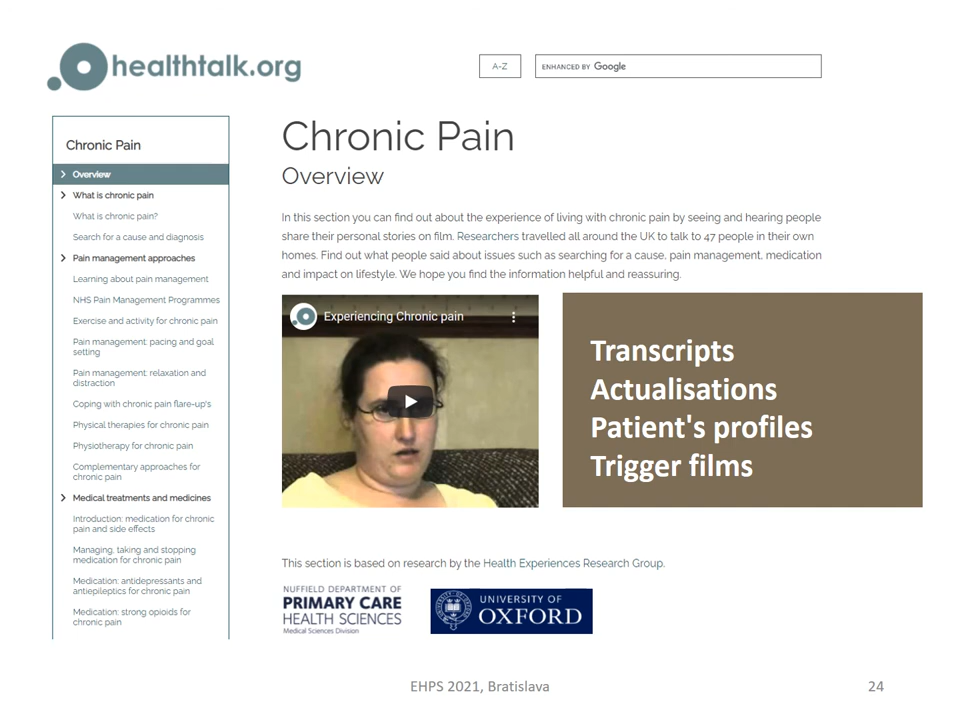 healthtalk.org
A-Z
ENHANCED BY Google
Chronic Pain
Overview
What is chronic pain
What is chronic pain?
Search for a cause and diagnosis
Pain management approaches
Learning about pain management
NHS Pain Management Programmes
Exercise and activity for chronic pain
Pain management: pacing and goal
setting
Pain management: relaxation and
distraction
Coping with chronic pain flare-up's
Physical therapies for chronic pain
Physiotherapy for chronic pain
Complementary approaches for
chronic pain
Medical treatments and medicines
Introduction: medication for chronic
pain and side effects
Managing, taking and stopping
medication for chronic pain
Medication: antidepressants and
antiepileptics for chronic pain
Medication: strong opioids for
chronic pain
Chronic Pain
Overview
In this section you can find out about the experience of living with chronic pain by seeing and hearing people
share their personal stories on film. Researchers travelled all around the UK to talk to 47 people in their own
homes. Find out what people said about issues such as searching for a cause, pain management, medication
and impact on lifestyle. We hope you find the information helpful and reassuring.
Experiencing Chronic pain
Transcripts
Actualisations
Patient's profiles
Trigger films
This section is based on research by the Health Experiences Research Group.
NUFFIELD DEPARTMENT OF
PRIMARY CARE
HEALTH SCIENCES
Medical Sciences Division
UNIVERSITY OF
OXFORD
EHPS 2021, Bratislava
24